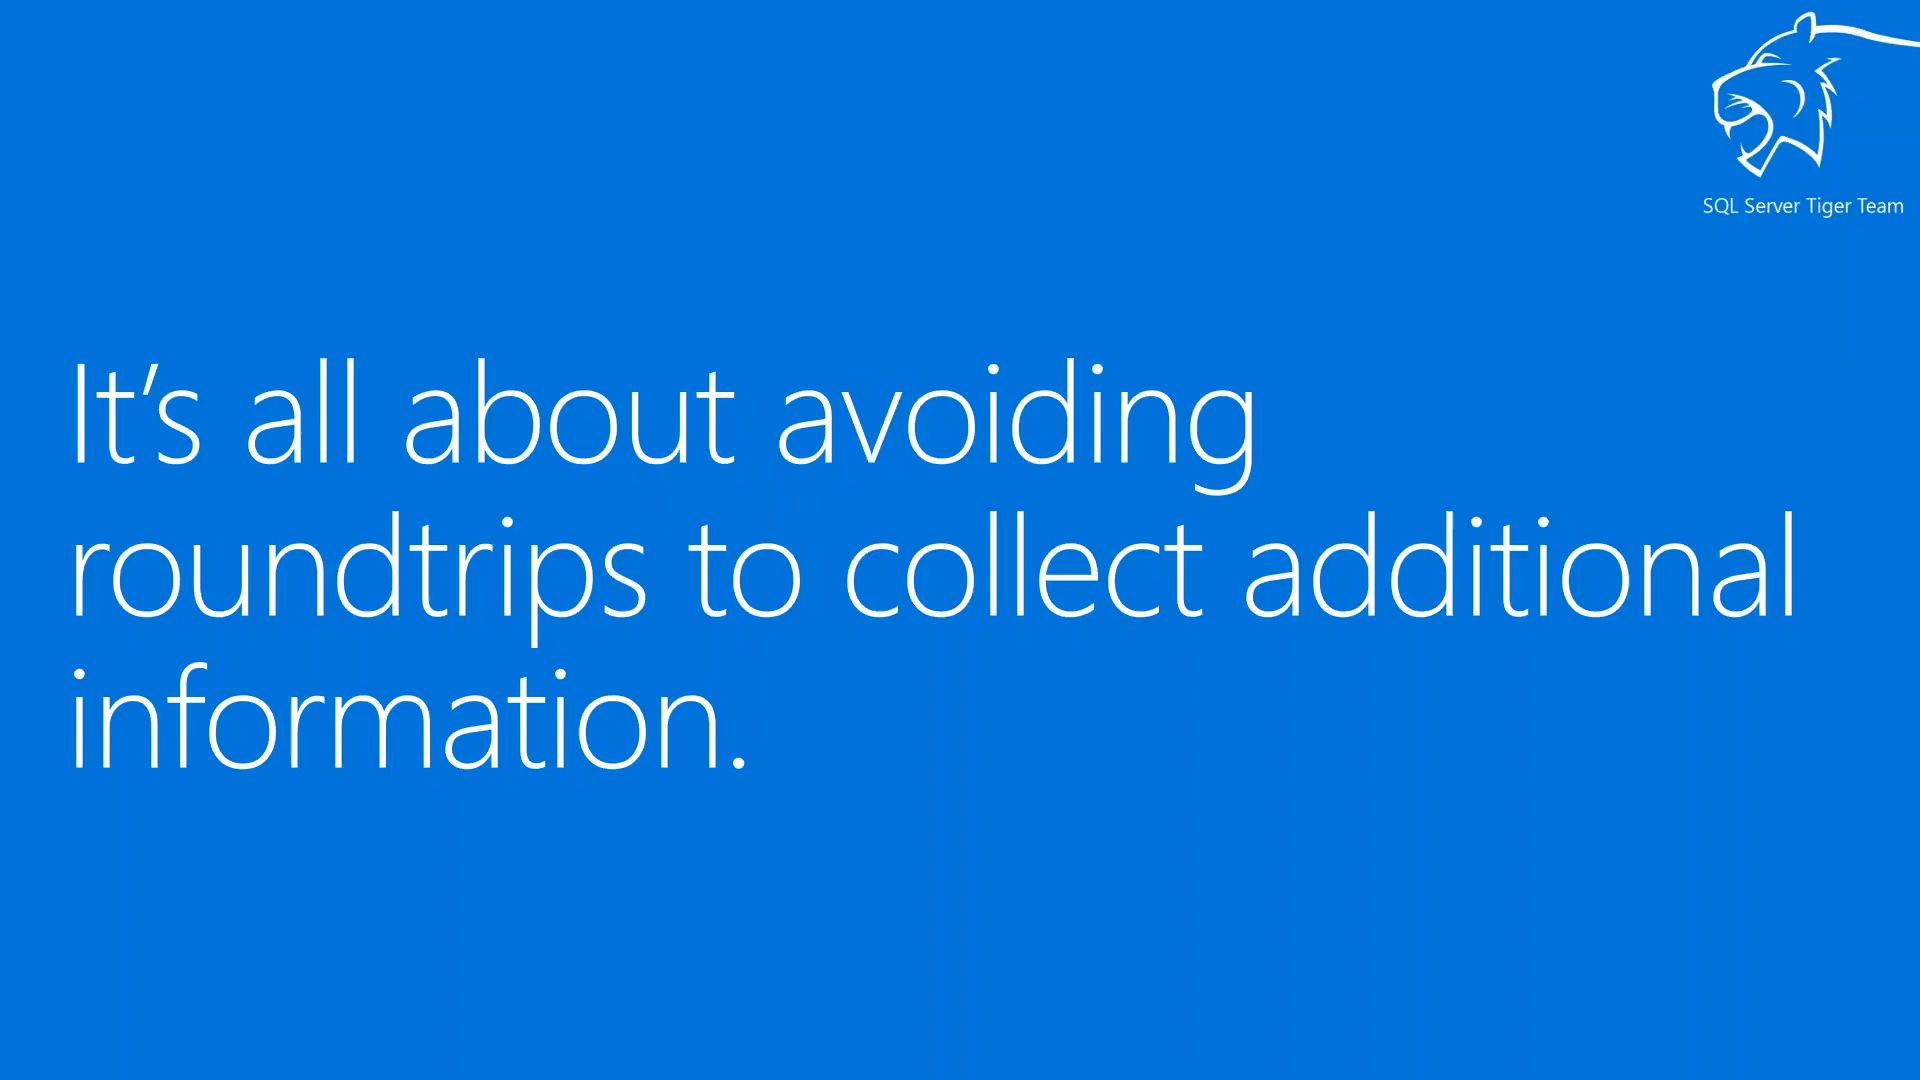 SQL Server Tiger Team
It’s all about avoiding
roundtrips to collect additional
information.